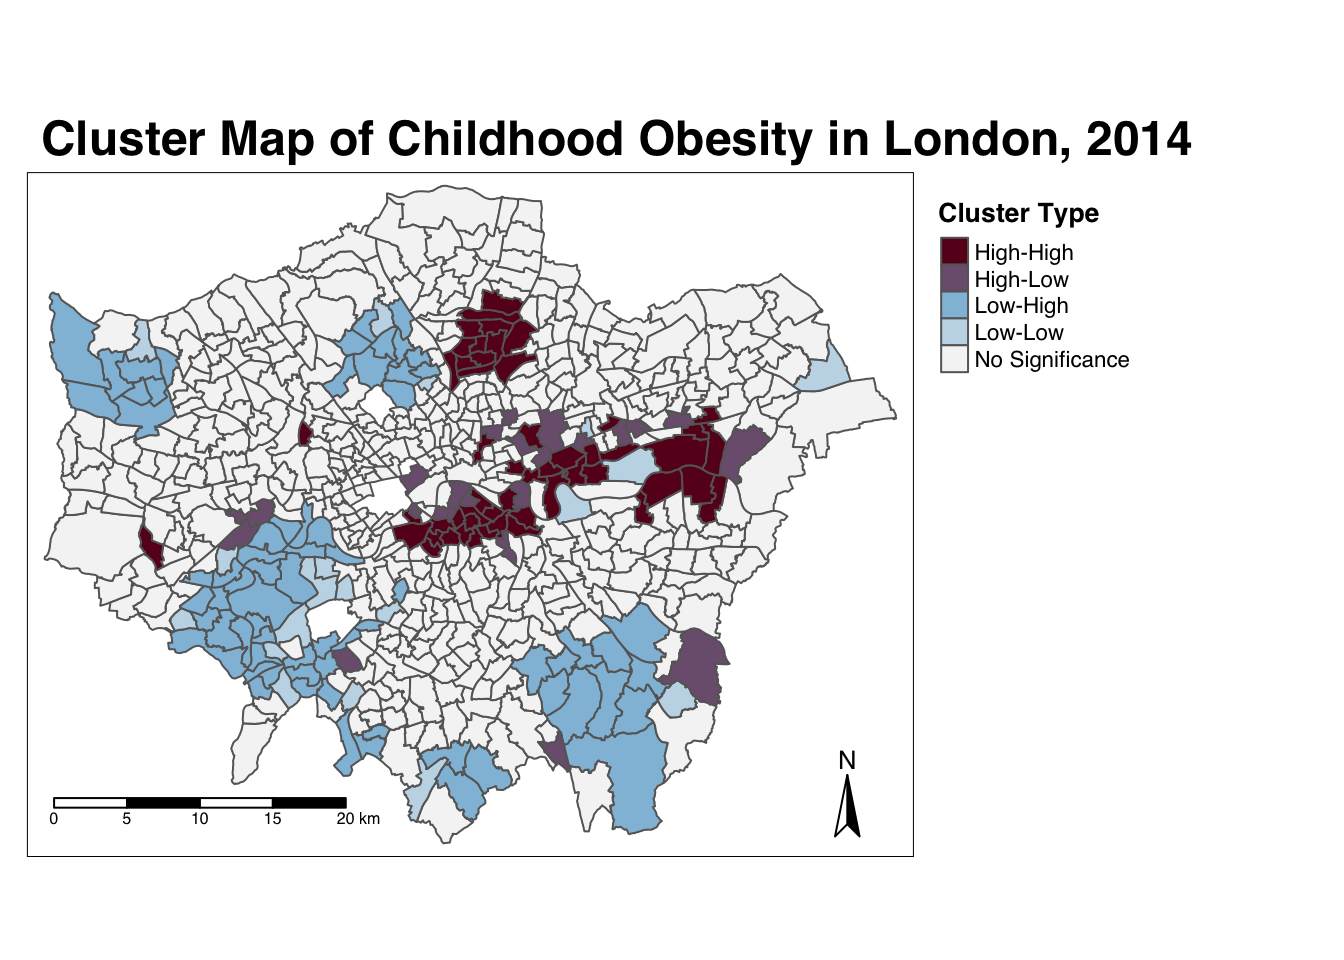 Cluster Map of Childhood Obesity in London, 2014
Cluster Type
High-High
High-Low
Low-High
Low-Low
No Significance
N
0 5 10 15 20 km